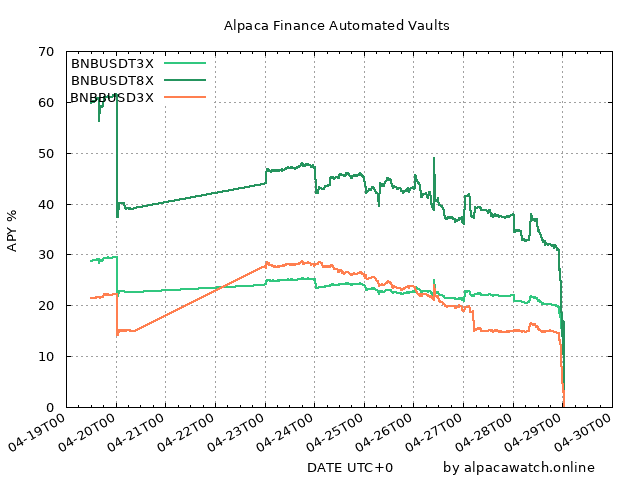 Alpaca Finance Automated Vaults
BNBUSDT3X
BNBUSDT8X
BNBBUSD3X
70
60
50
40
30
20
10
0
APY %
04-19T00
04-20T00
04-21T00
04-22T00
04-23T00
04-24T00
04-25T00
04-26T00
04-27T00
04-28T00
04-29T00
04-30T00
DATE UTC+0
by alpacawatch.online